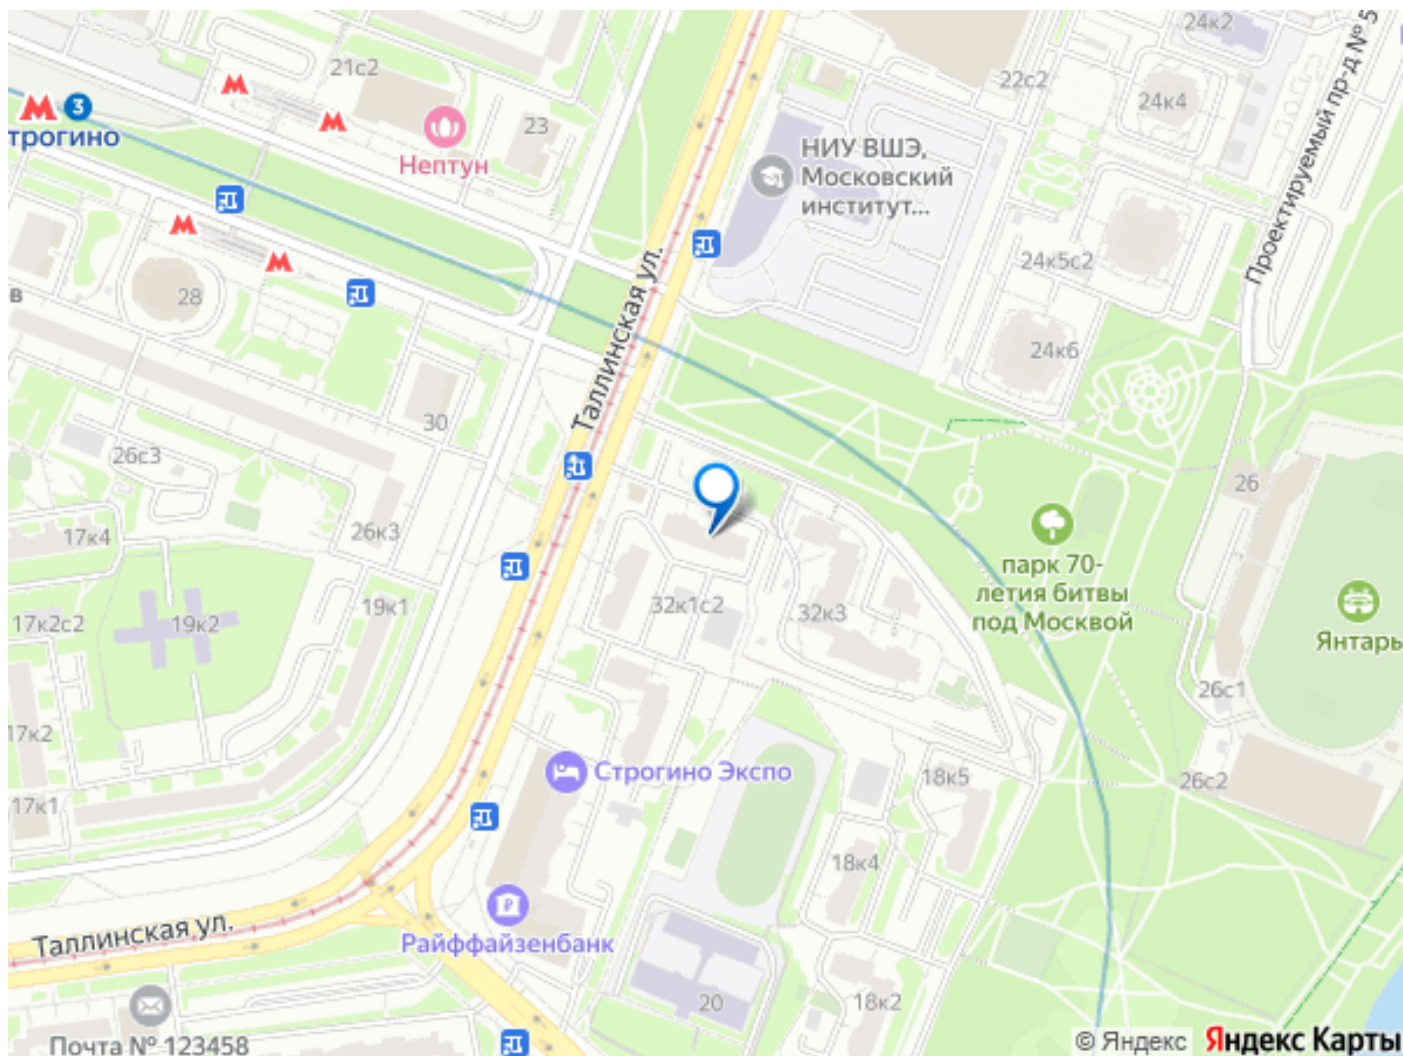 24к2
21с2
22с2
24к4
Проектируемый пр-д № 5
3
трогино
23
Нептун
НИУ ВШЭ,
Московский
институт...
Таллинская ул.
24к5с2
в
28
24к6
30
26с3
26
17к4
26к3
парк 70-
летия битвы
под Москвой
19к1
32к1с2
32к3
17к2с2
19к2
Янтарь
26с1
17к2
Строгино Экспо
18к5
26с2
17к1
18к4
Таллинская ул.
Райффайзенбанк
20
18к2
Почта № 123458
© Яндекс Яндекс Карты